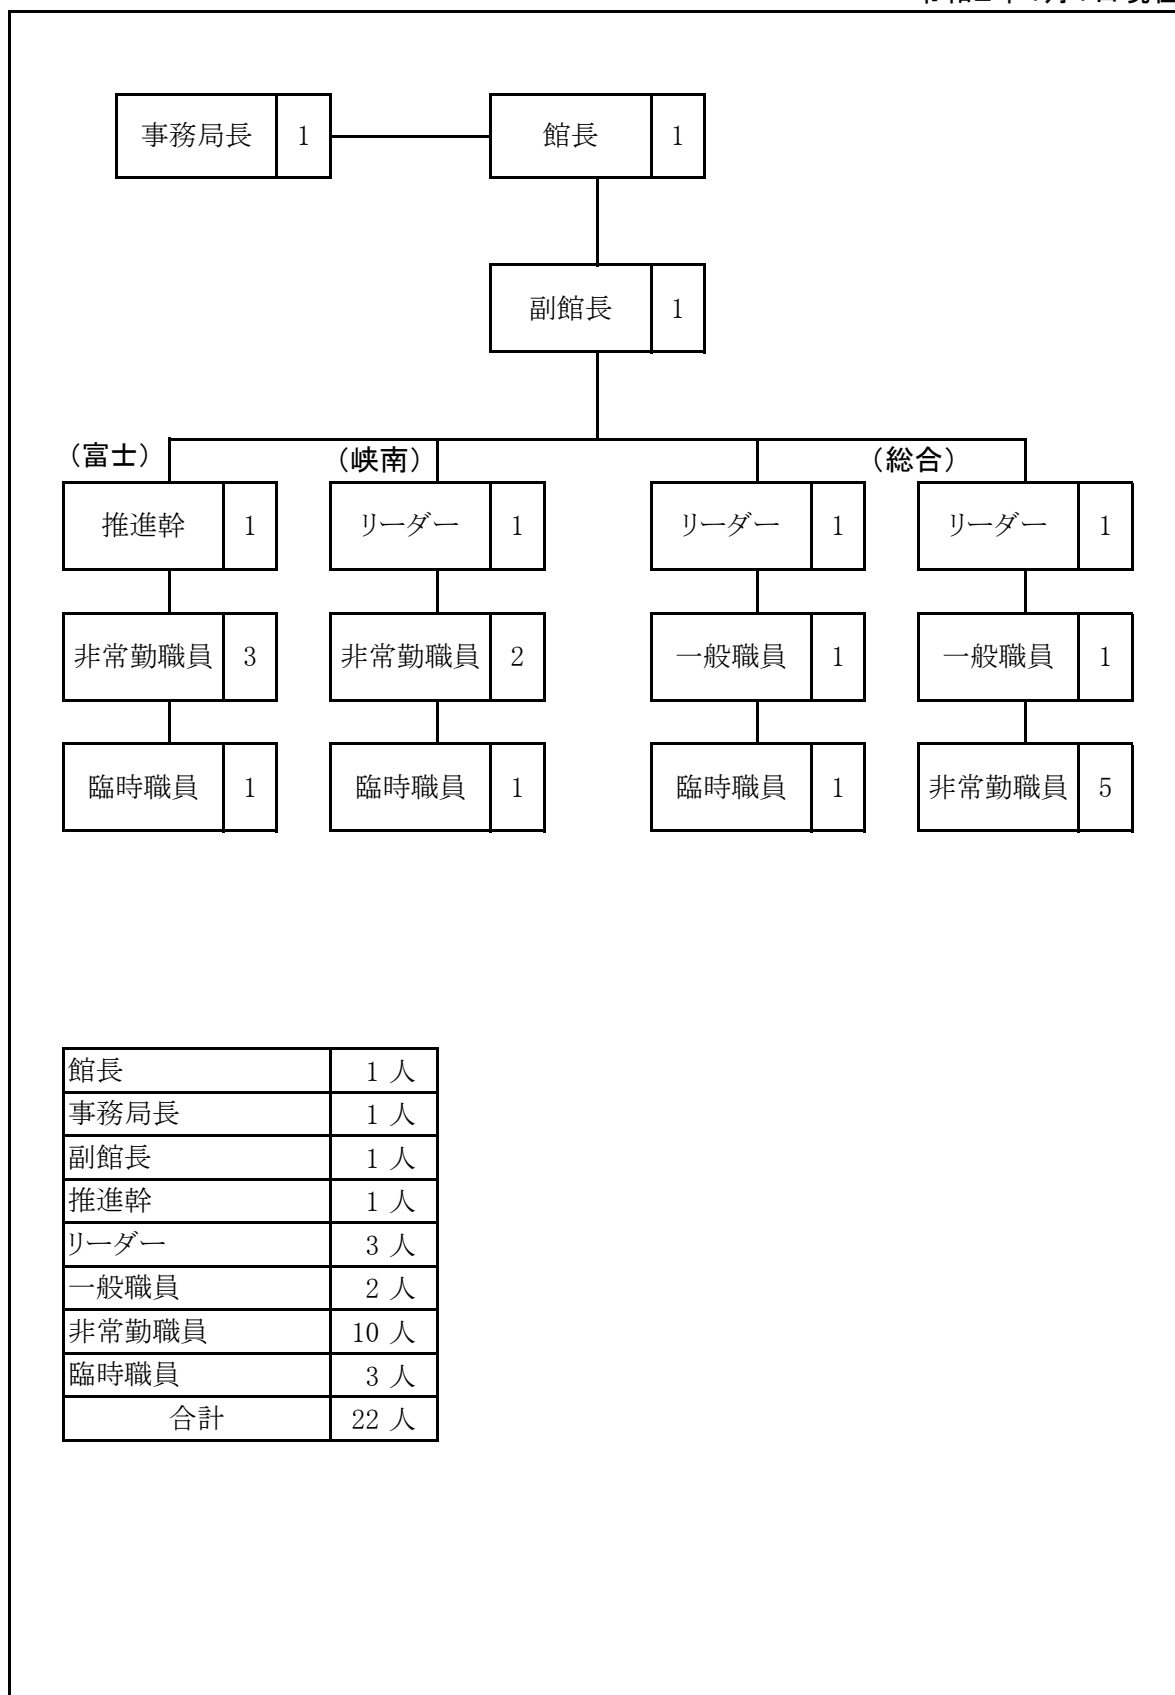 事務局長 1 館長 1
副館長 1
（富士） （峡南） （総合）
推進幹 1 リーダー 1 リーダー 1 リーダー 1
非常勤職員 3 非常勤職員 2 一般職員 1 一般職員 1
臨時職員 1 臨時職員 1 臨時職員 1 非常勤職員 5
館長 1 人
事務局長 1 人
副館長 1 人
推進幹 1 人
リーダー 3 人
一般職員 2 人
非常勤職員 10 人
臨時職員 3 人
合計 22 人